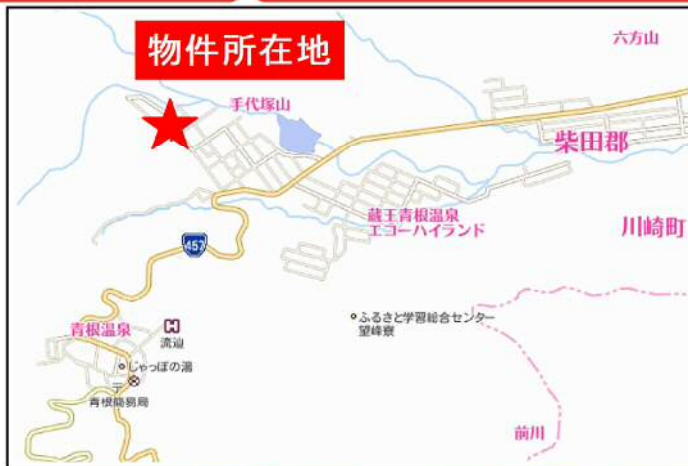 物件所在地
六方山
手代塚山
柴田郡
蔵王青根温泉
エコーハイランド
川崎町
457
ふるさと学習総合センター
望峰寮
青根温泉
流辿
じゃっぽの湯
〒
青根簡易局
前川